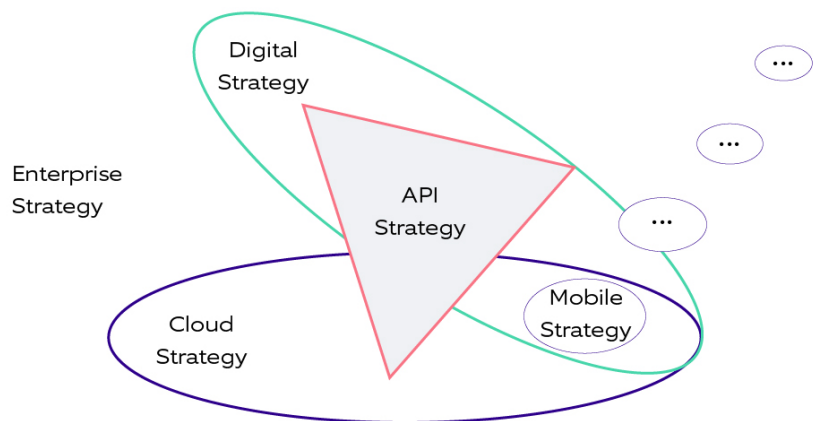 Digital
Strategy
...
...
Enterprise
Strategy
API
Strategy
...
Mobile
Strategy
Cloud
Strategy